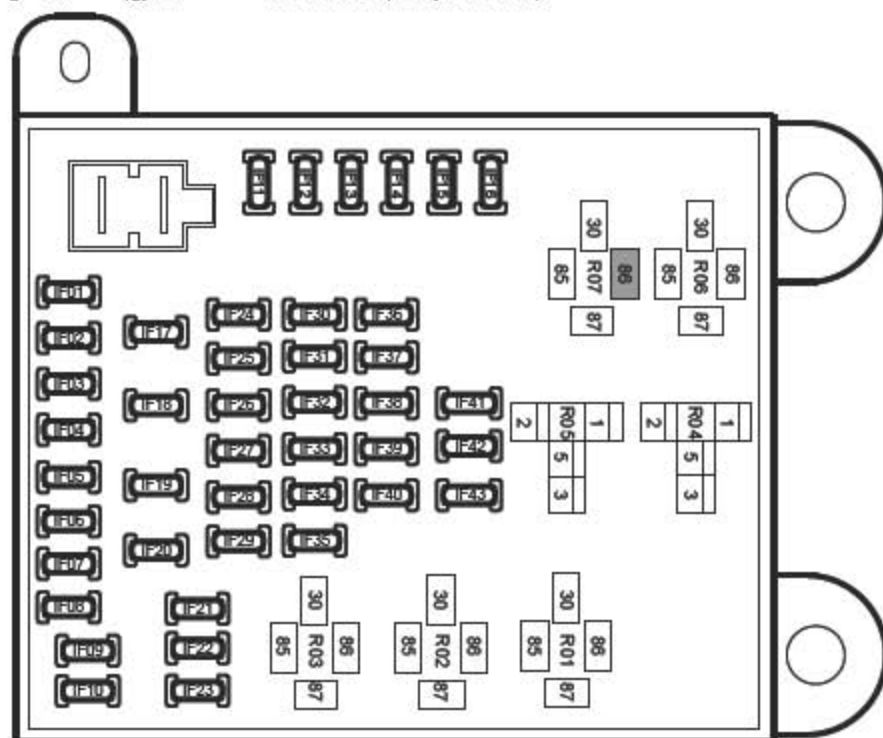 IF11 IF12 IF13 IF14 IF15 IF16
30 30
85 R07 86 85 R06 86
87 87
IF01
IF02
IF03
IF04
IF05
IF06
IF07
IF08
IF09
IF10
IF17
IF18
IF19
IF20
IF21
IF22
IF23
IF24
IF25
IF26
IF27
IF28
IF29
IF30
IF31
IF32
IF33
IF34
IF35
IF36
IF37
IF38
IF39
IF40
IF41
IF42
IF43
2 R05 1 2 R04 1
5 5
3 3
30 30 30
85 R03 86 85 R02 86 85 R01 86
87 87 87